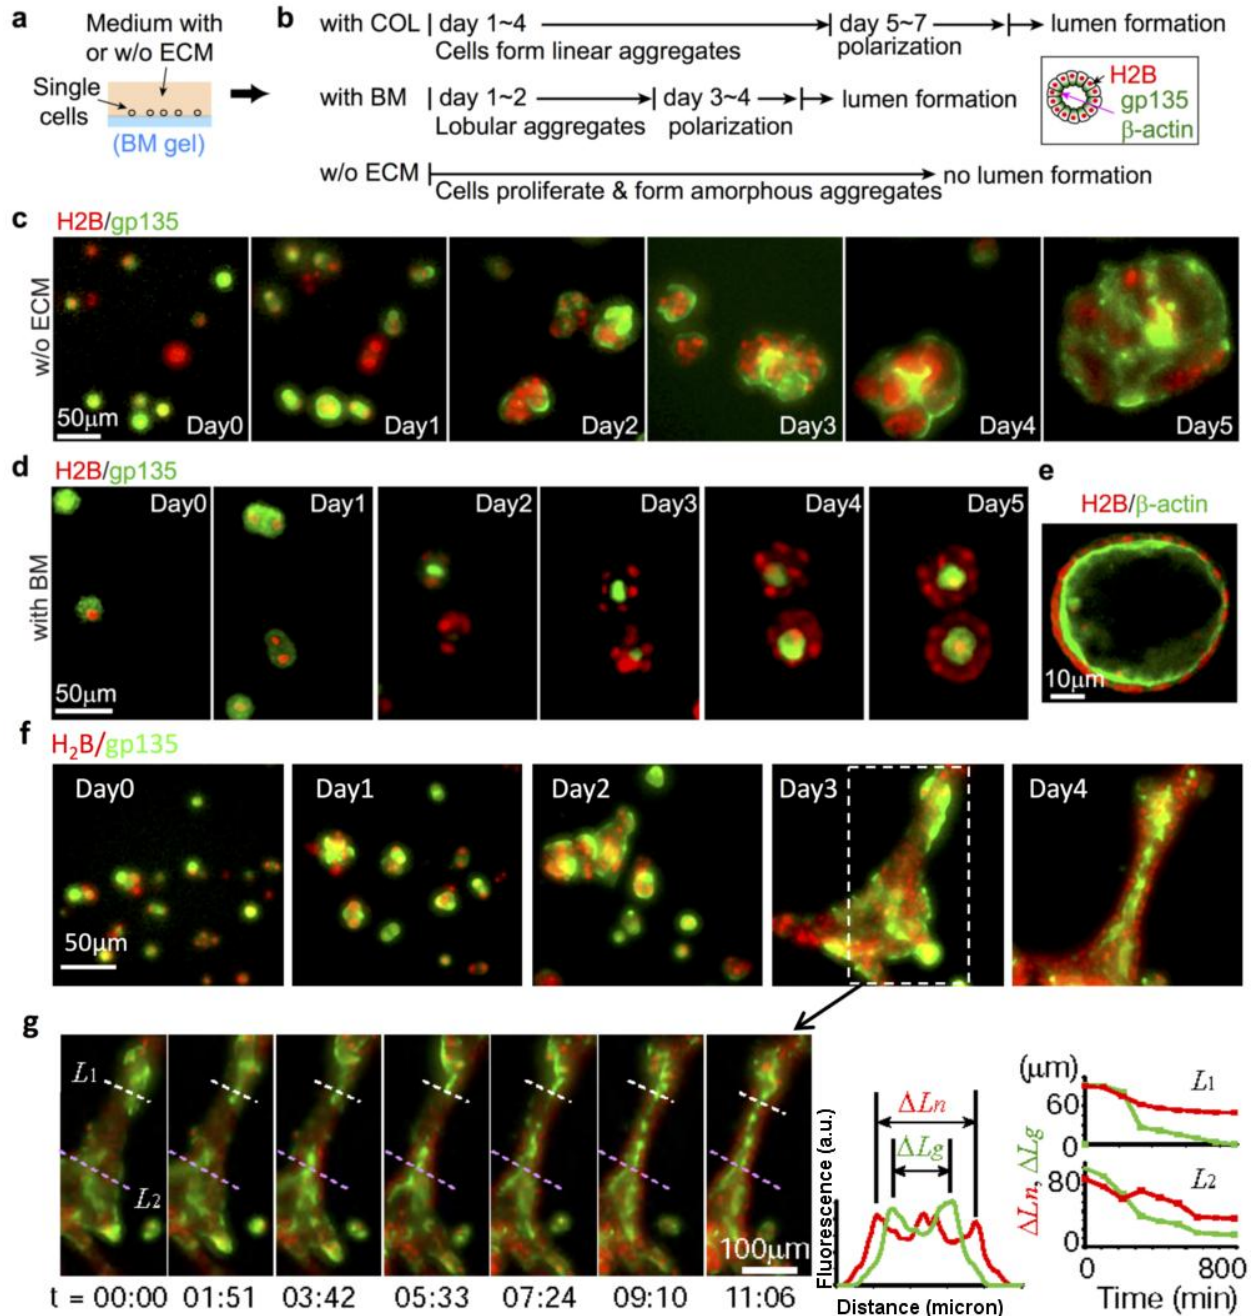 a
Medium with
or w/o ECM
Single
cells
(BM gel)
b
with COL
day 1~4
Cells form linear aggregates
day 5~7
polarization
lumen formation
with BM
day 1~2
Lobular aggregates
day 3~4
polarization
lumen formation
H2B
gp135
β-actin
w/o ECM
Cells proliferate & form amorphous aggregates
no lumen formation
c
H2B/gp135
w/o ECM
50μm
Day0
Day1
Day2
Day3
Day4
Day5
d
H2B/gp135
with BM
50μm
Day0
Day1
Day2
Day3
Day4
Day5
e
H2B/β-actin
10μm
f
H₂B/gp135
Day0
50μm
Day1
Day2
Day3
Day4
g
L1
L2
100μm
t = 00:00 01:51 03:42 05:33 07:24 09:10 11:06
Fluorescence (a.u.)
ΔLn
ΔLg
Distance (micron)
(μm)
ΔLn, ΔLg
60
0
L1
80
0
L2
0 800
Time (min)